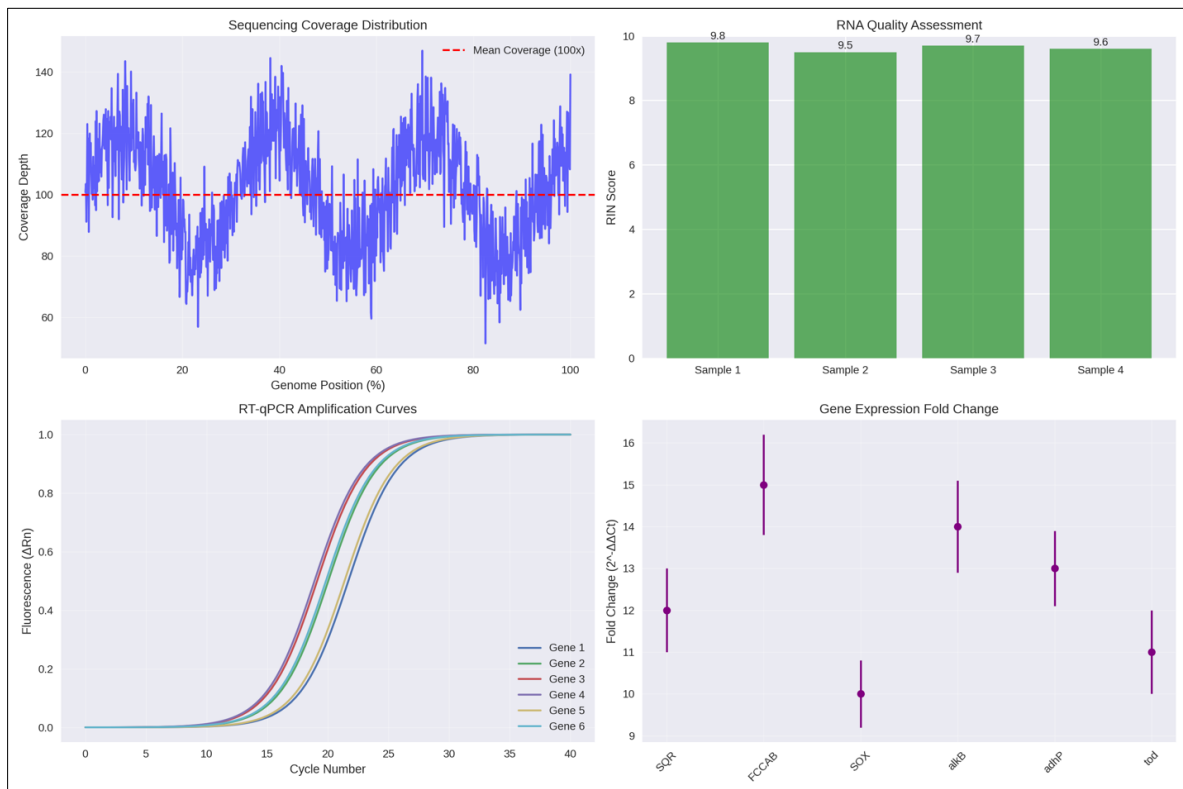 Sequencing Coverage Distribution
Mean Coverage (100x)
140
120
100
80
60
Coverage Depth
0 20 40 60 80 100
Genome Position (%)
RNA Quality Assessment
9.8 9.5 9.7 9.6
10
8
6
4
2
0
RIN Score
Sample 1 Sample 2 Sample 3 Sample 4
RT-qPCR Amplification Curves
1.0
0.8
0.6
0.4
0.2
0.0
Fluorescence (ΔRn)
Gene 1
Gene 2
Gene 3
Gene 4
Gene 5
Gene 6
0 5 10 15 20 25 30 35 40
Cycle Number
Gene Expression Fold Change
16
15
14
13
12
11
10
9
Fold Change (2^-ΔΔCt)
SQR FCCAB SOX alkB adhP tod